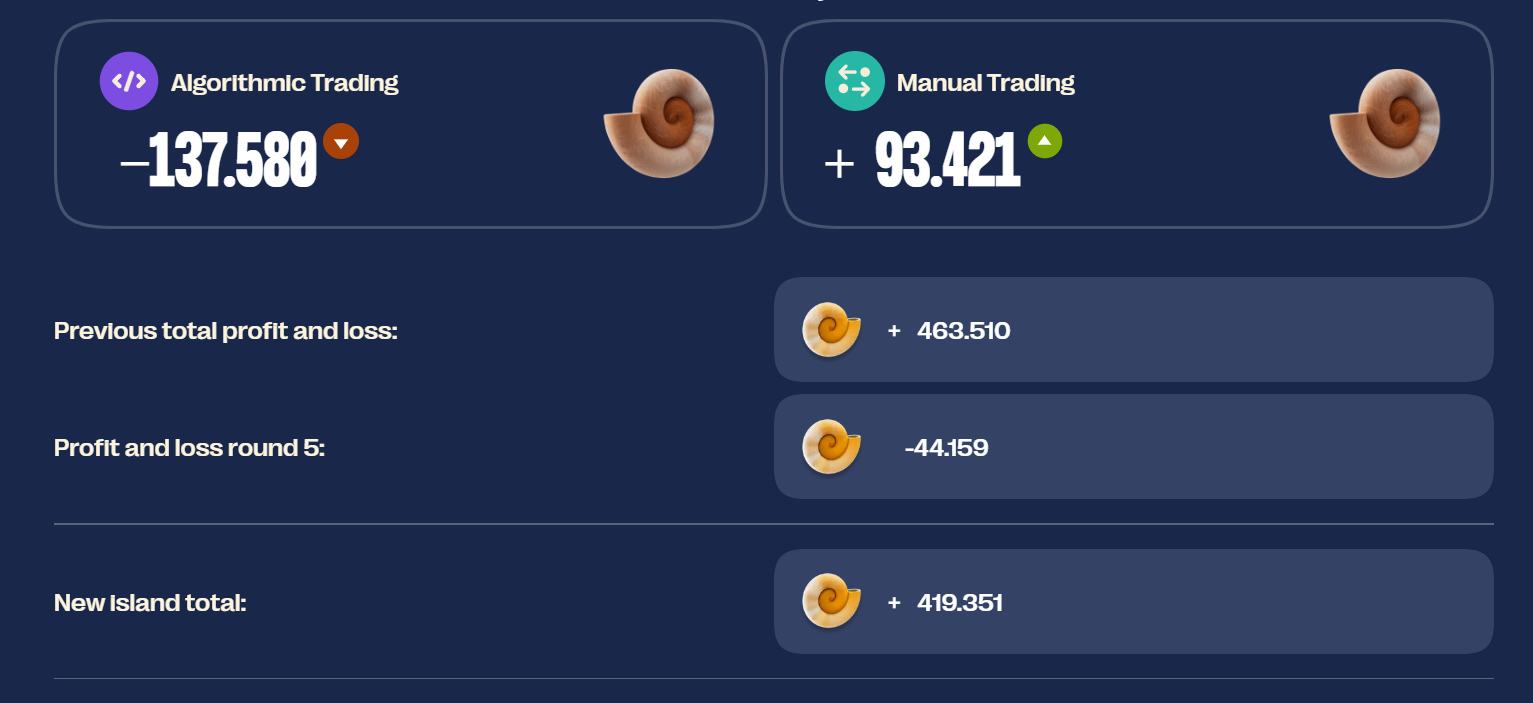 Algorithmic Trading
Manual Trading
–137.580
+ 93.421
Previous total profit and loss:
+ 463.510
Profit and loss round 5:
-44.159
New island total:
+ 419.351